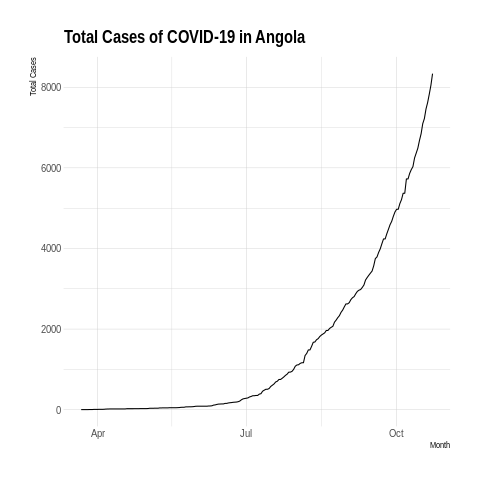 Total Cases of COVID-19 in Angola
Total Cases
8000
6000
4000
2000
0
Apr
Jul
Oct
Month